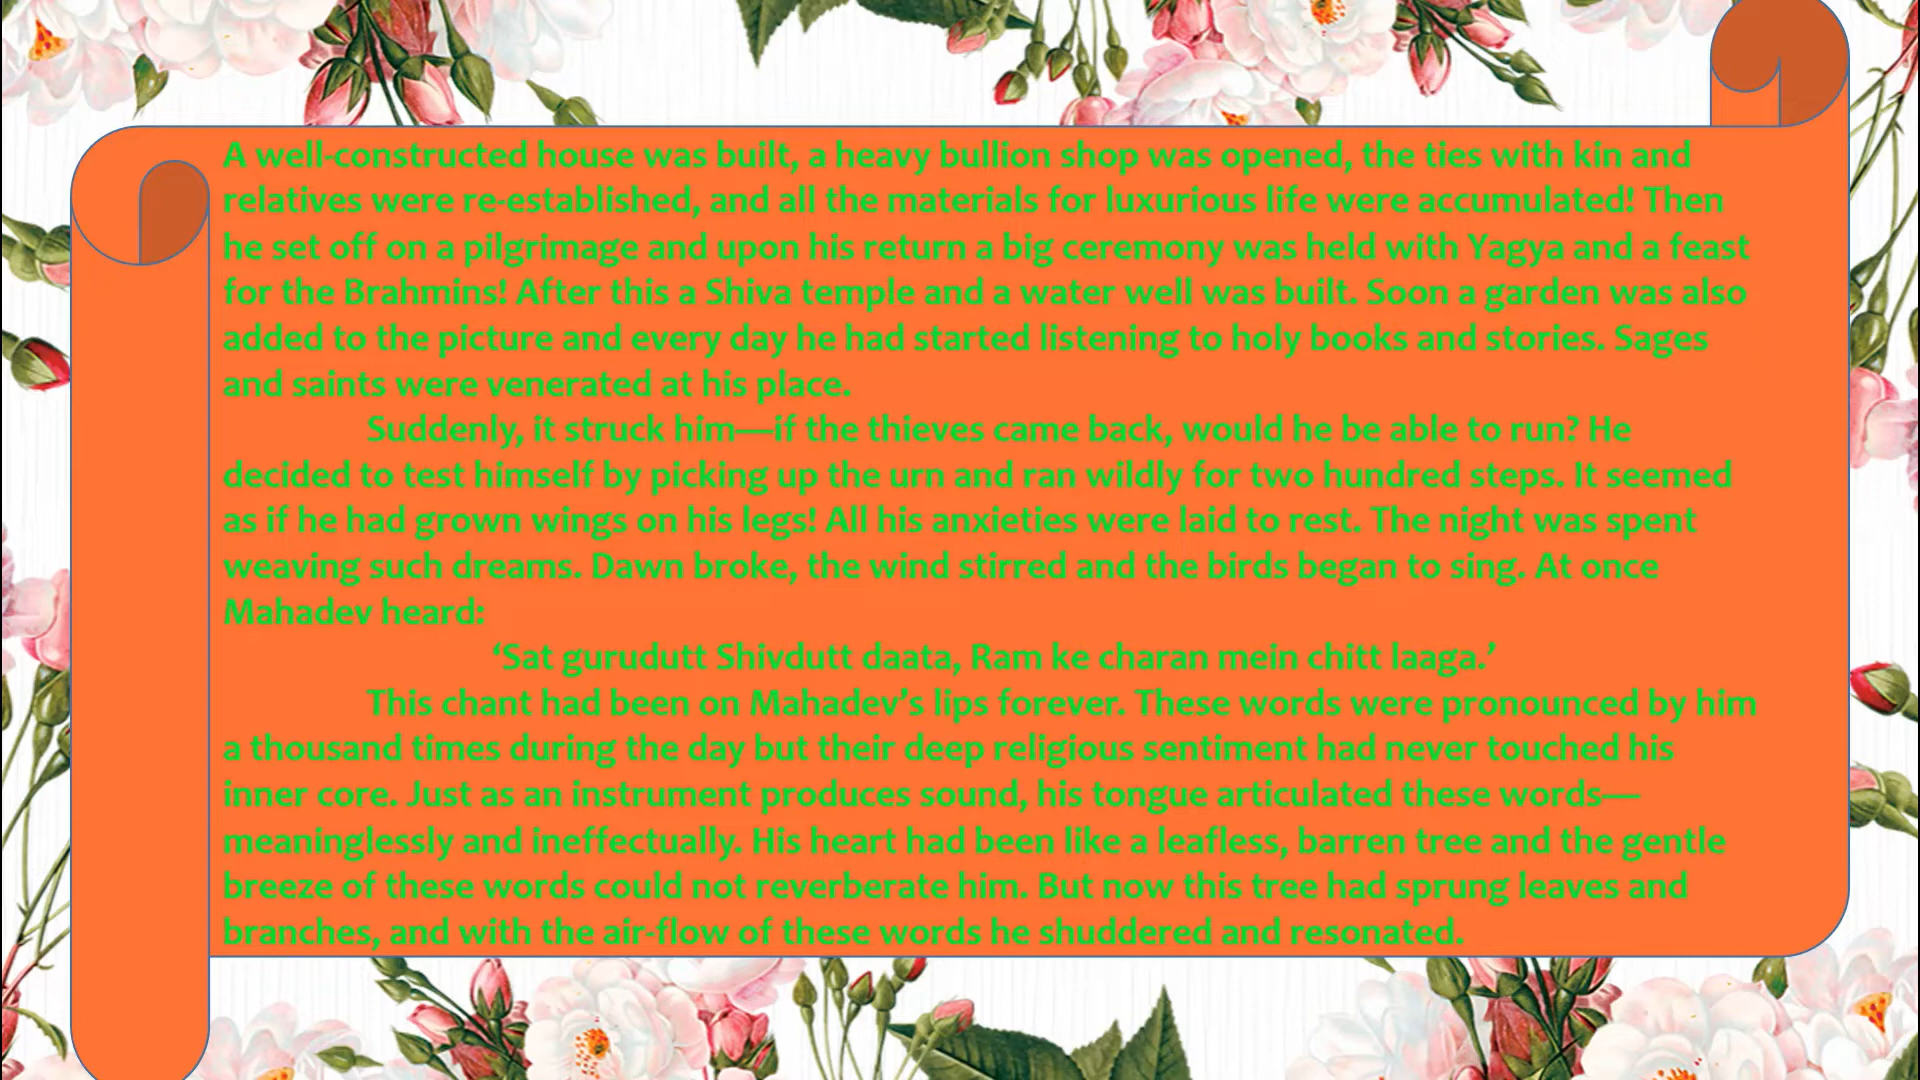 A well-constructed house was built, a heavy bullion shop was opened, the ties with kin and
relatives were re-established, and all the materials for luxurious life were accumulated! Then
he set off on a pilgrimage and upon his return a big ceremony was held with Yagya and a feast
for the Brahmins! After this a Shiva temple and a water well was built. Soon a garden was also
added to the picture and every day he had started listening to holy books and stories. Sages
and saints were venerated at his place.
Suddenly, it struck him—if the thieves came back, would he be able to run? He
decided to test himself by picking up the urn and ran wildly for two hundred steps. It seemed
as if he had grown wings on his legs! All his anxieties were laid to rest. The night was spent
weaving such dreams. Dawn broke, the wind stirred and the birds began to sing. At once
Mahadev heard:
‘Sat gurudutt Shivdutt daata, Ram ke charan mein chitt laaga.’
This chant had been on Mahadev’s lips forever. These words were pronounced by him
a thousand times during the day but their deep religious sentiment had never touched his
inner core. Just as an instrument produces sound, his tongue articulated these words—
meaninglessly and ineffectually. His heart had been like a leafless, barren tree and the gentle
breeze of these words could not reverberate him. But now this tree had sprung leaves and
branches, and with the air-flow of these words he shuddered and resonated.